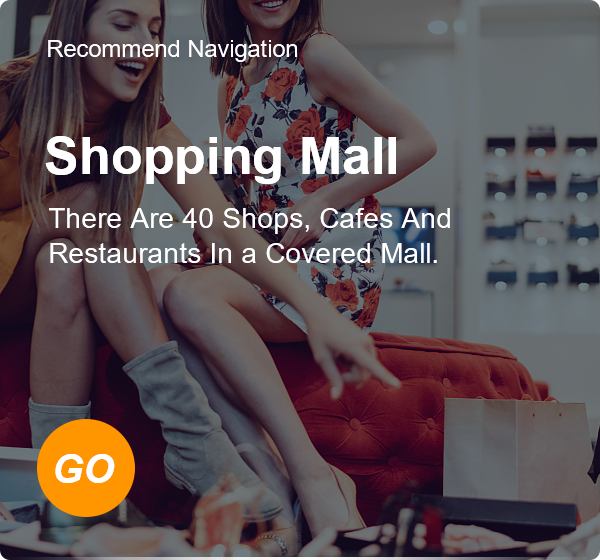 Recommend Navigation
Shopping Mall
There Are 40 Shops, Cafes And
Restaurants In a Covered Mall.
GO